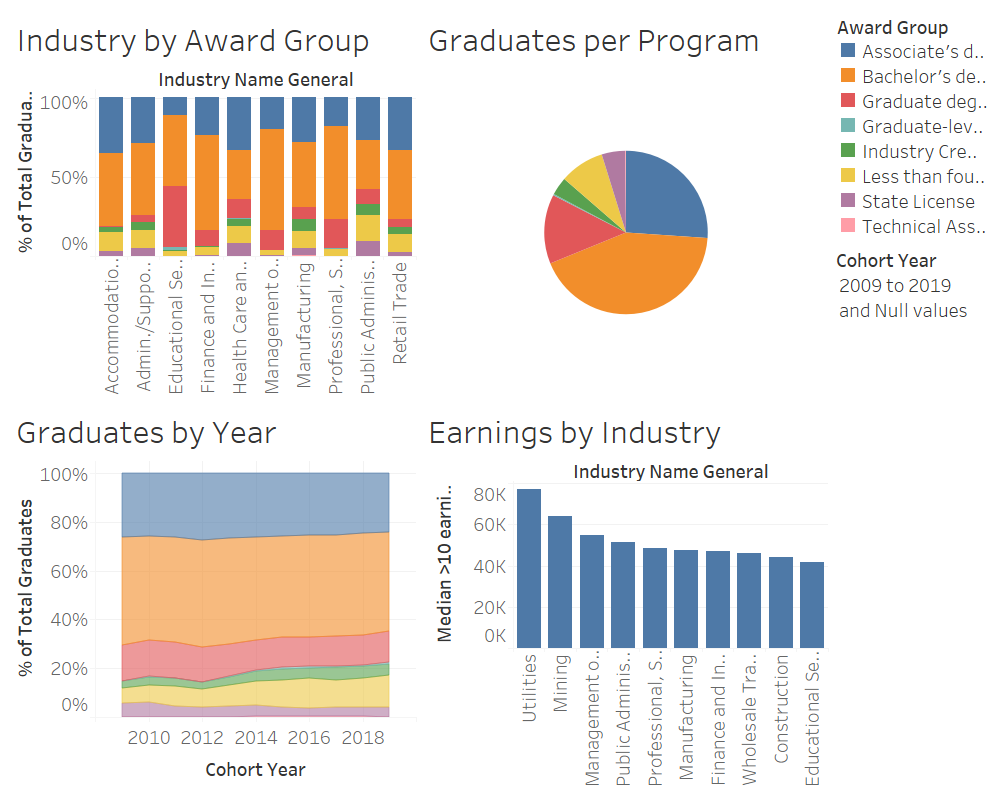 Industry by Award Group
Industry Name General
% of Total Gradua..
100%
50%
0%
Accommodatio..
Admin./Suppo..
Educational Se..
Finance and In..
Health Care an..
Management o..
Manufacturing
Professional, S..
Public Adminis..
Retail Trade
Graduates per Program
Award Group
Associate's d..
Bachelor's de..
Graduate deg..
Graduate-lev..
Industry Cre..
Less than fou..
State License
Technical Ass..
Cohort Year
2009 to 2019
and Null values
Graduates by Year
% of Total Graduates
100%
80%
60%
40%
20%
0%
2010 2012 2014 2016 2018
Cohort Year
Earnings by Industry
Industry Name General
Median >10 earni..
80K
60K
40K
20K
0K
Utilities
Mining
Management o..
Public Adminis..
Professional, S..
Manufacturing
Finance and In..
Wholesale Tra..
Construction
Educational Se..